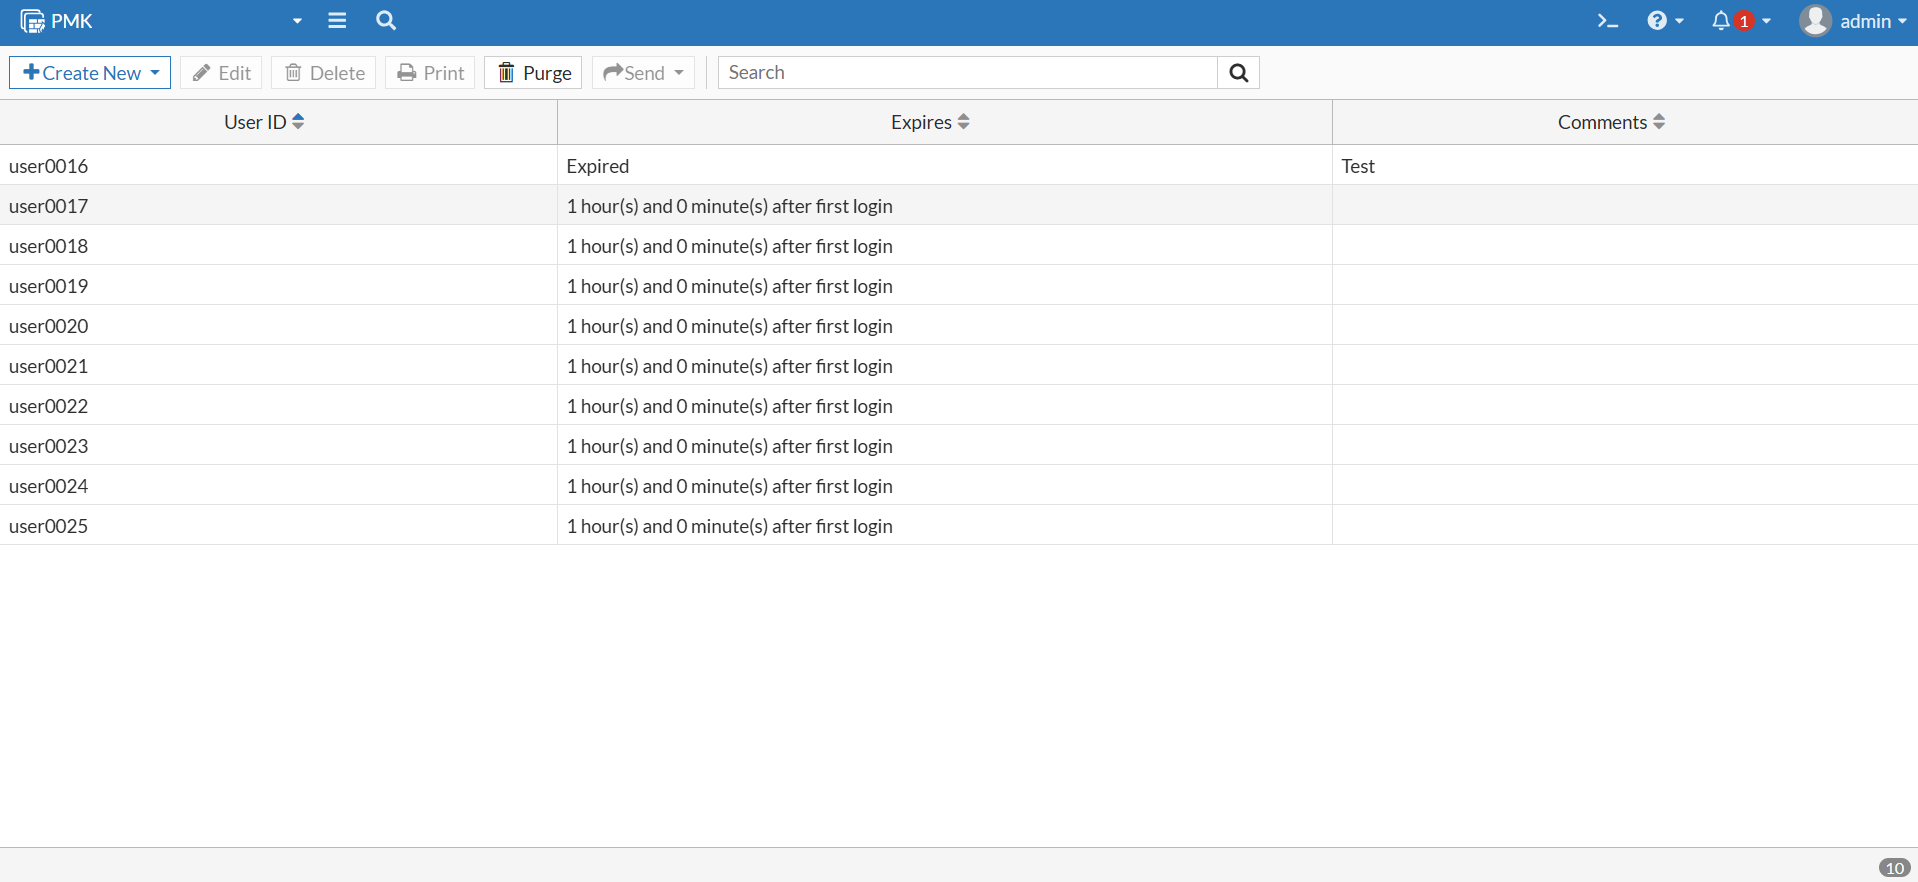 PMK
1
admin
Create New
Edit
Delete
Print
Purge
Send
Search
User ID Expires Comments
user0016 Expired Test
user0017 1 hour(s) and 0 minute(s) after first login
user0018 1 hour(s) and 0 minute(s) after first login
user0019 1 hour(s) and 0 minute(s) after first login
user0020 1 hour(s) and 0 minute(s) after first login
user0021 1 hour(s) and 0 minute(s) after first login
user0022 1 hour(s) and 0 minute(s) after first login
user0023 1 hour(s) and 0 minute(s) after first login
user0024 1 hour(s) and 0 minute(s) after first login
user0025 1 hour(s) and 0 minute(s) after first login
10